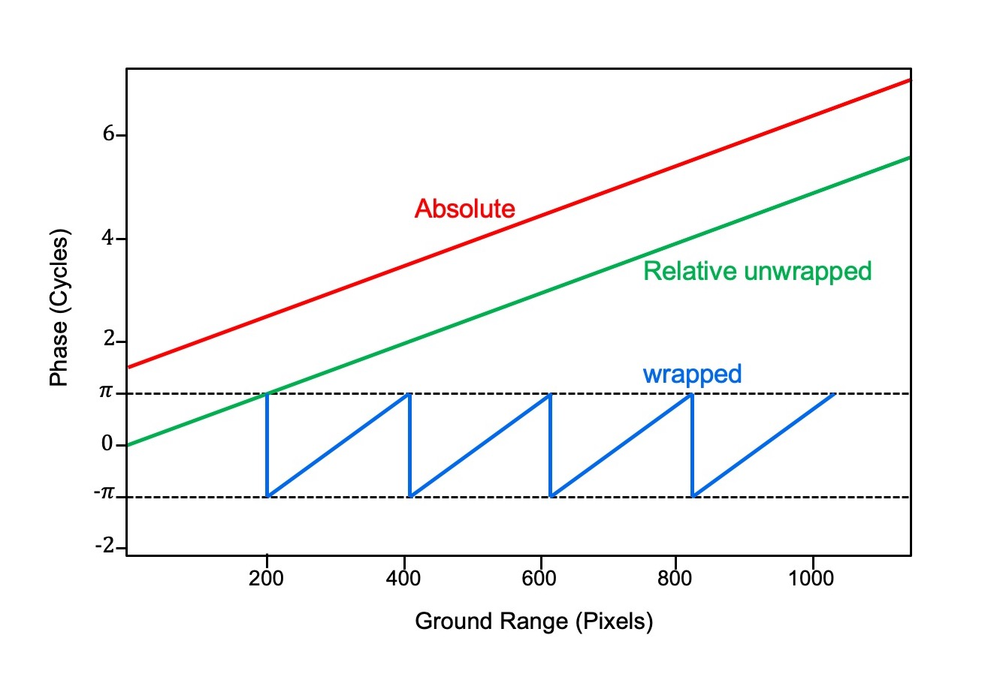 6
Absolute
4
Relative unwrapped
Phase (Cycles)
2
wrapped
π
0
-π
-2
200 400 600 800 1000
Ground Range (Pixels)